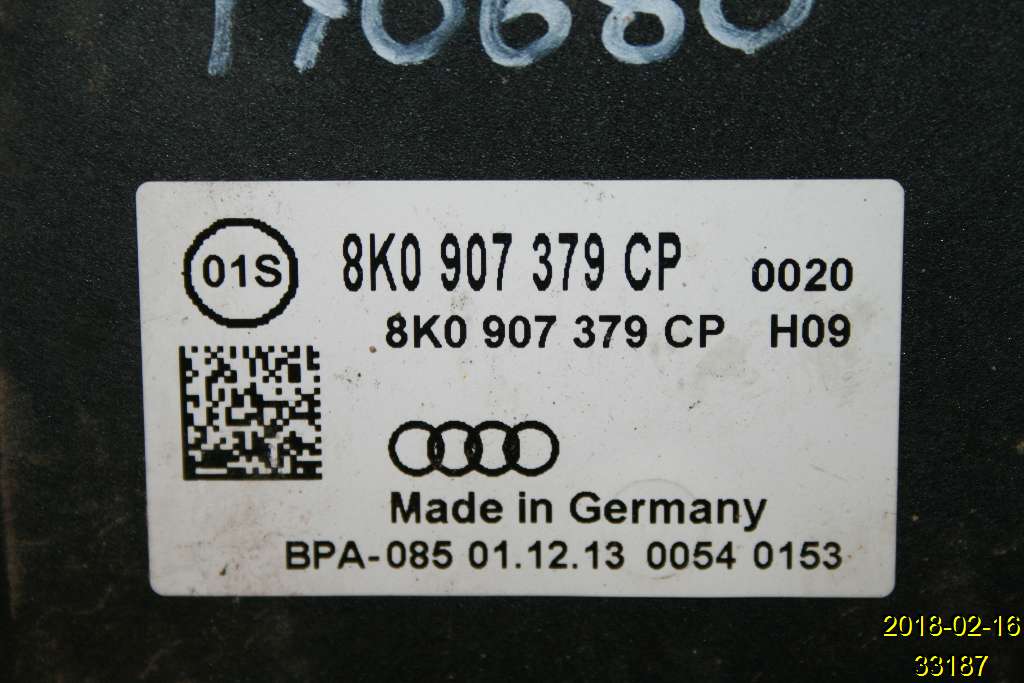 170680
01S
8K0 907 379 CP 0020
8K0 907 379 CP H09
Made in Germany
BPA-085 01.12.13 0054 0153
2018-02-16
33187